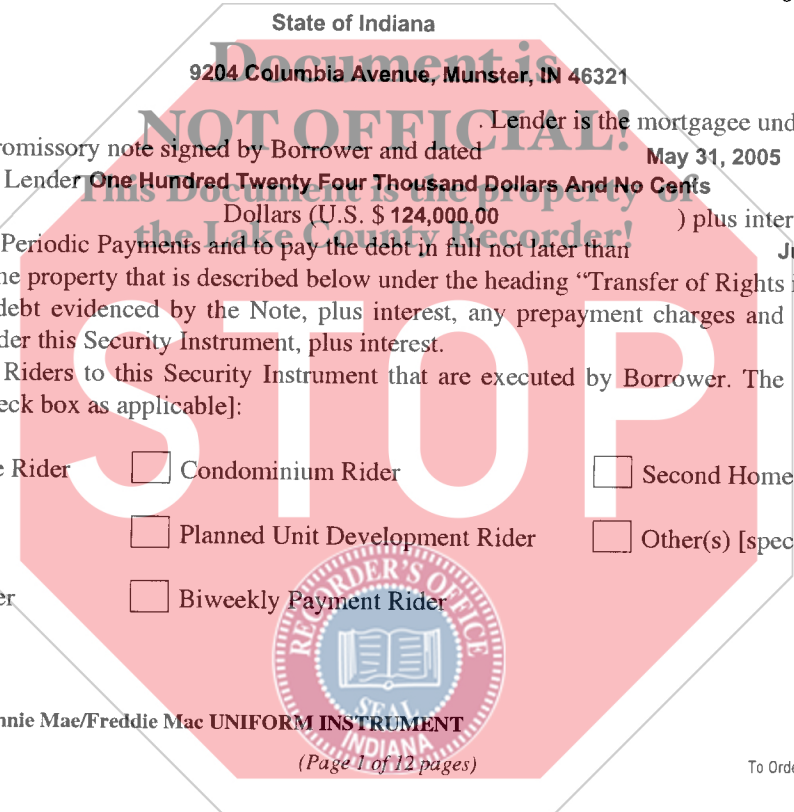 State of Indiana
Document is
9204 Columbia Avenue, Munster, IN 46321
NOT OFFICIAL!
. Lender is the mortgagee und
romissory note signed by Borrower and dated May 31, 2005
Lender One Hundred Twenty Four Thousand Dollars And No Cents
This Document is the property of
Dollars (U.S. $ 124,000.00 ) plus inter
the Lake County Recorder!
Periodic Payments and to pay the debt in full not later than Ju
ne property that is described below under the heading “Transfer of Rights i
debt evidenced by the Note, plus interest, any prepayment charges and
der this Security Instrument, plus interest.
Riders to this Security Instrument that are executed by Borrower. The
eck box as applicable]:
STOP
e Rider Condominium Rider Second Home
Planned Unit Development Rider Other(s) [spec
er Biweekly Payment Rider
RECORDER'S OFFICE
SEAL
INDIANA
nnie Mae/Freddie Mac UNIFORM INSTRUMENT
(Page 1 of 12 pages)
To Orde